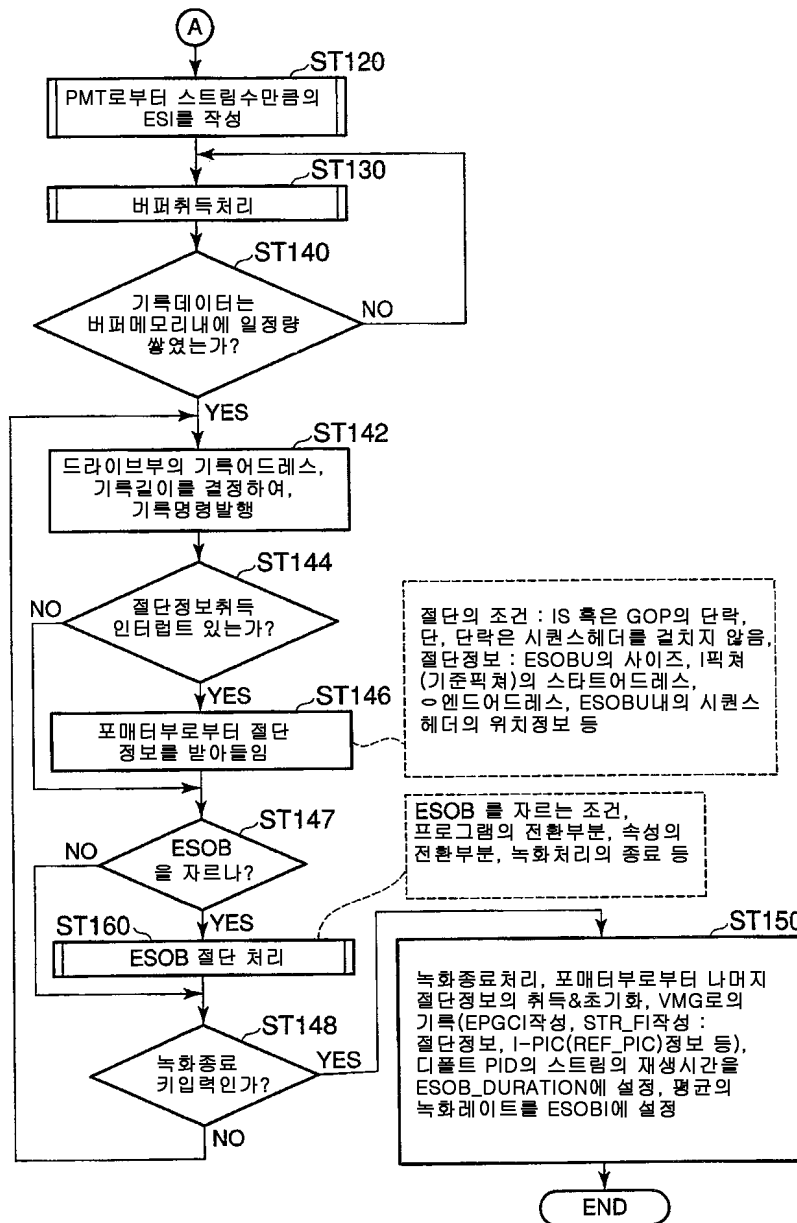 A
ST120
PMT로부터 스트림수만큼의
ESI를 작성
ST130
버퍼취득처리
ST140
기록데이터는
버퍼메모리내에 일정량
쌓였는가?
NO
YES
ST142
드라이브부의 기록어드레스,
기록길이를 결정하여,
기록명령발행
ST144
NO
절단정보취득
인터럽트 있는가?
YES
ST146
포매터부로부터 절단
정보를 받아들임
절단의 조건 : IS 혹은 GOP의 단락,
단, 단락은 시퀀스헤더를 걸치지 않음,
절단정보 : ESOBU의 사이즈, I픽쳐
(기준픽쳐)의 스타트어드레스,
ㅇ엔드어드레스, ESOBU내의 시퀀스
헤더의 위치정보 등
ST147
NO
ESOB
을 자르나?
YES
ESOB 를 자르는 조건,
프로그램의 전환부분, 속성의
전환부분, 녹화처리의 종료 등
ST160
ESOB 절단 처리
ST148
녹화종료
키입력인가?
YES
NO
ST150
녹화종료처리, 포매터부로부터 나머지
절단정보의 취득&초기화, VMG로의
기록(EPGCI작성, STR_FI작성 :
절단정보, I-PIC(REF_PIC)정보 등),
디폴트 PID의 스트림의 재생시간을
ESOB_DURATION에 설정, 평균의
녹화레이트를 ESOBI에 설정
END